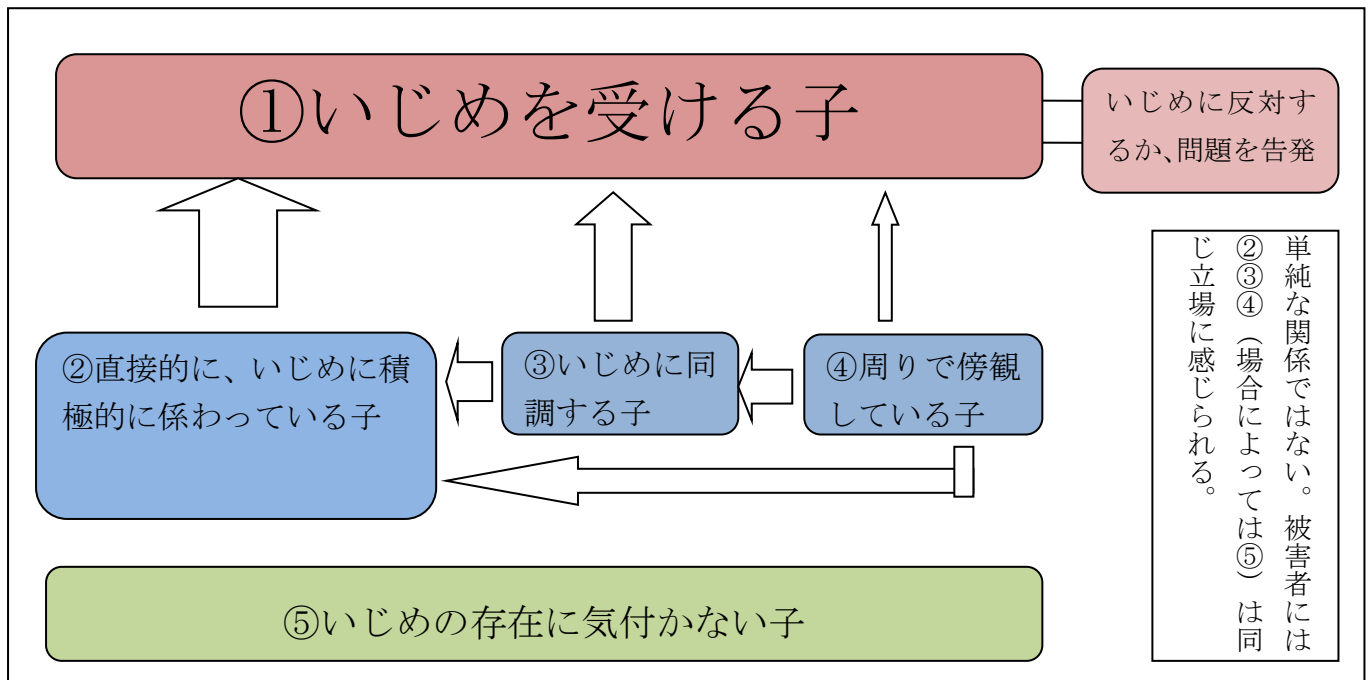 ①いじめを受ける子
いじめに反対す
るか、問題を告発
②直接的に、いじめに積
極的に係わっている子
③いじめに同
調する子
④周りで傍観
している子
単純な関係ではない。被害者には
②③④（場合によっては⑤）は同
じ立場に感じられる。
⑤いじめの存在に気付かない子